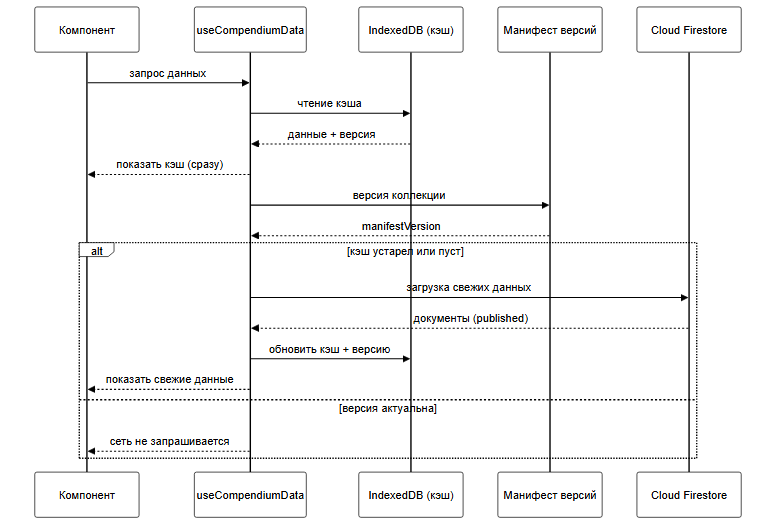 Компонент
useCompendiumData
IndexedDB (кэш)
Манифест версий
Cloud Firestore
запрос данных
чтение кэша
данные + версия
показать кэш (сразу)
версия коллекции
manifestVersion
alt
[кэш устарел или пуст]
загрузка свежих данных
документы (published)
обновить кэш + версию
показать свежие данные
[версия актуальна]
сеть не запрашивается
Компонент
useCompendiumData
IndexedDB (кэш)
Манифест версий
Cloud Firestore